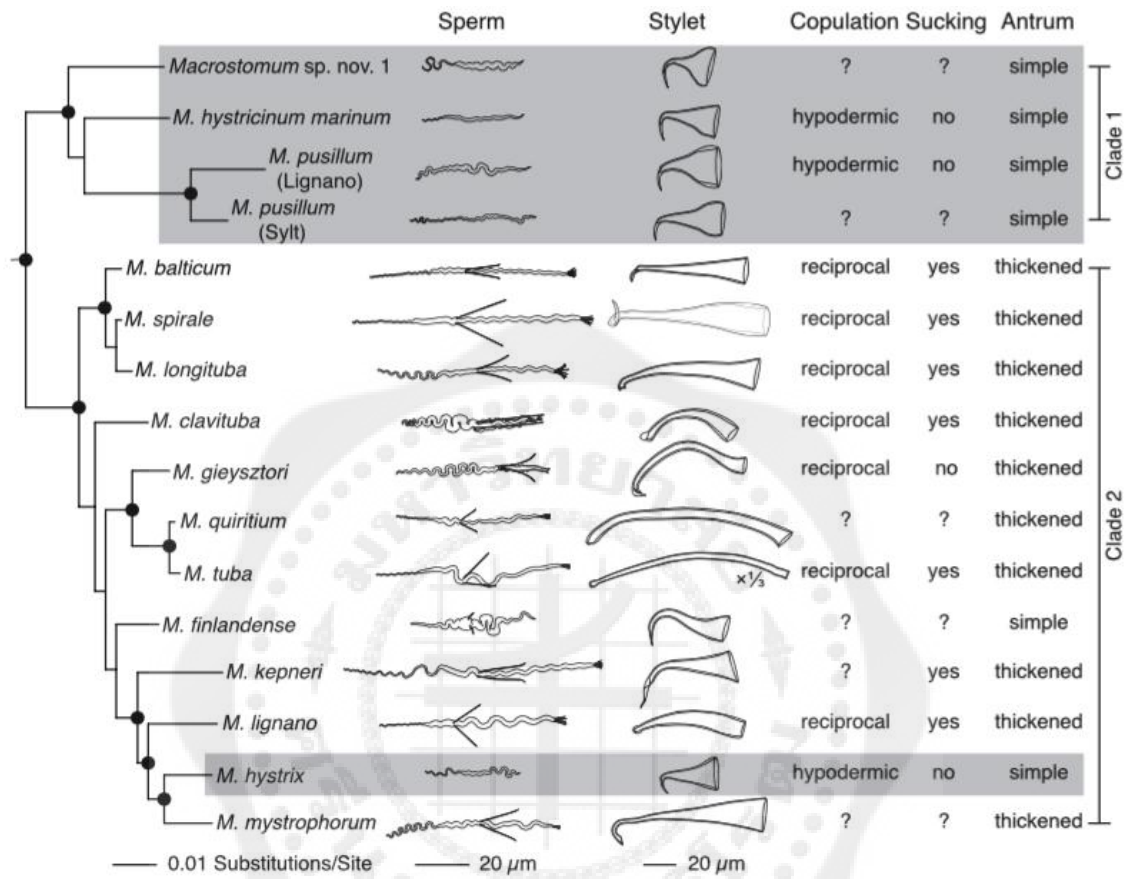 Sperm Stylet Copulation Sucking Antrum
Macrostomum sp. nov. 1 ? ? simple
M. hystricinum marinum hypodermic no simple
M. pusillum (Lignano) hypodermic no simple
M. pusillum (Sylt) ? ? simple
Clade 1
M. balticum reciprocal yes thickened
M. spirale reciprocal yes thickened
M. longituba reciprocal yes thickened
M. clavituba reciprocal yes thickened
M. gieysztori reciprocal no thickened
M. quiritium ? ? thickened
M. tuba ×1/3 reciprocal yes thickened
M. finlandense ? ? simple
M. kepneri ? yes thickened
M. lignano reciprocal yes thickened
M. hystrix hypodermic no simple
M. mystrophorum ? ? thickened
Clade 2
0.01 Substitutions/Site 20 µm 20 µm